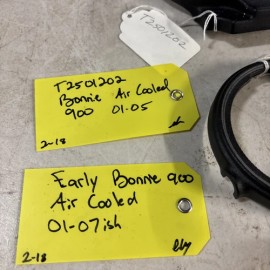 T2501202
T2501202
Bonnie Air Cooled
900 01-05
2-18
Early Bonnie 900
Air Cooled
01-07ish
2-18